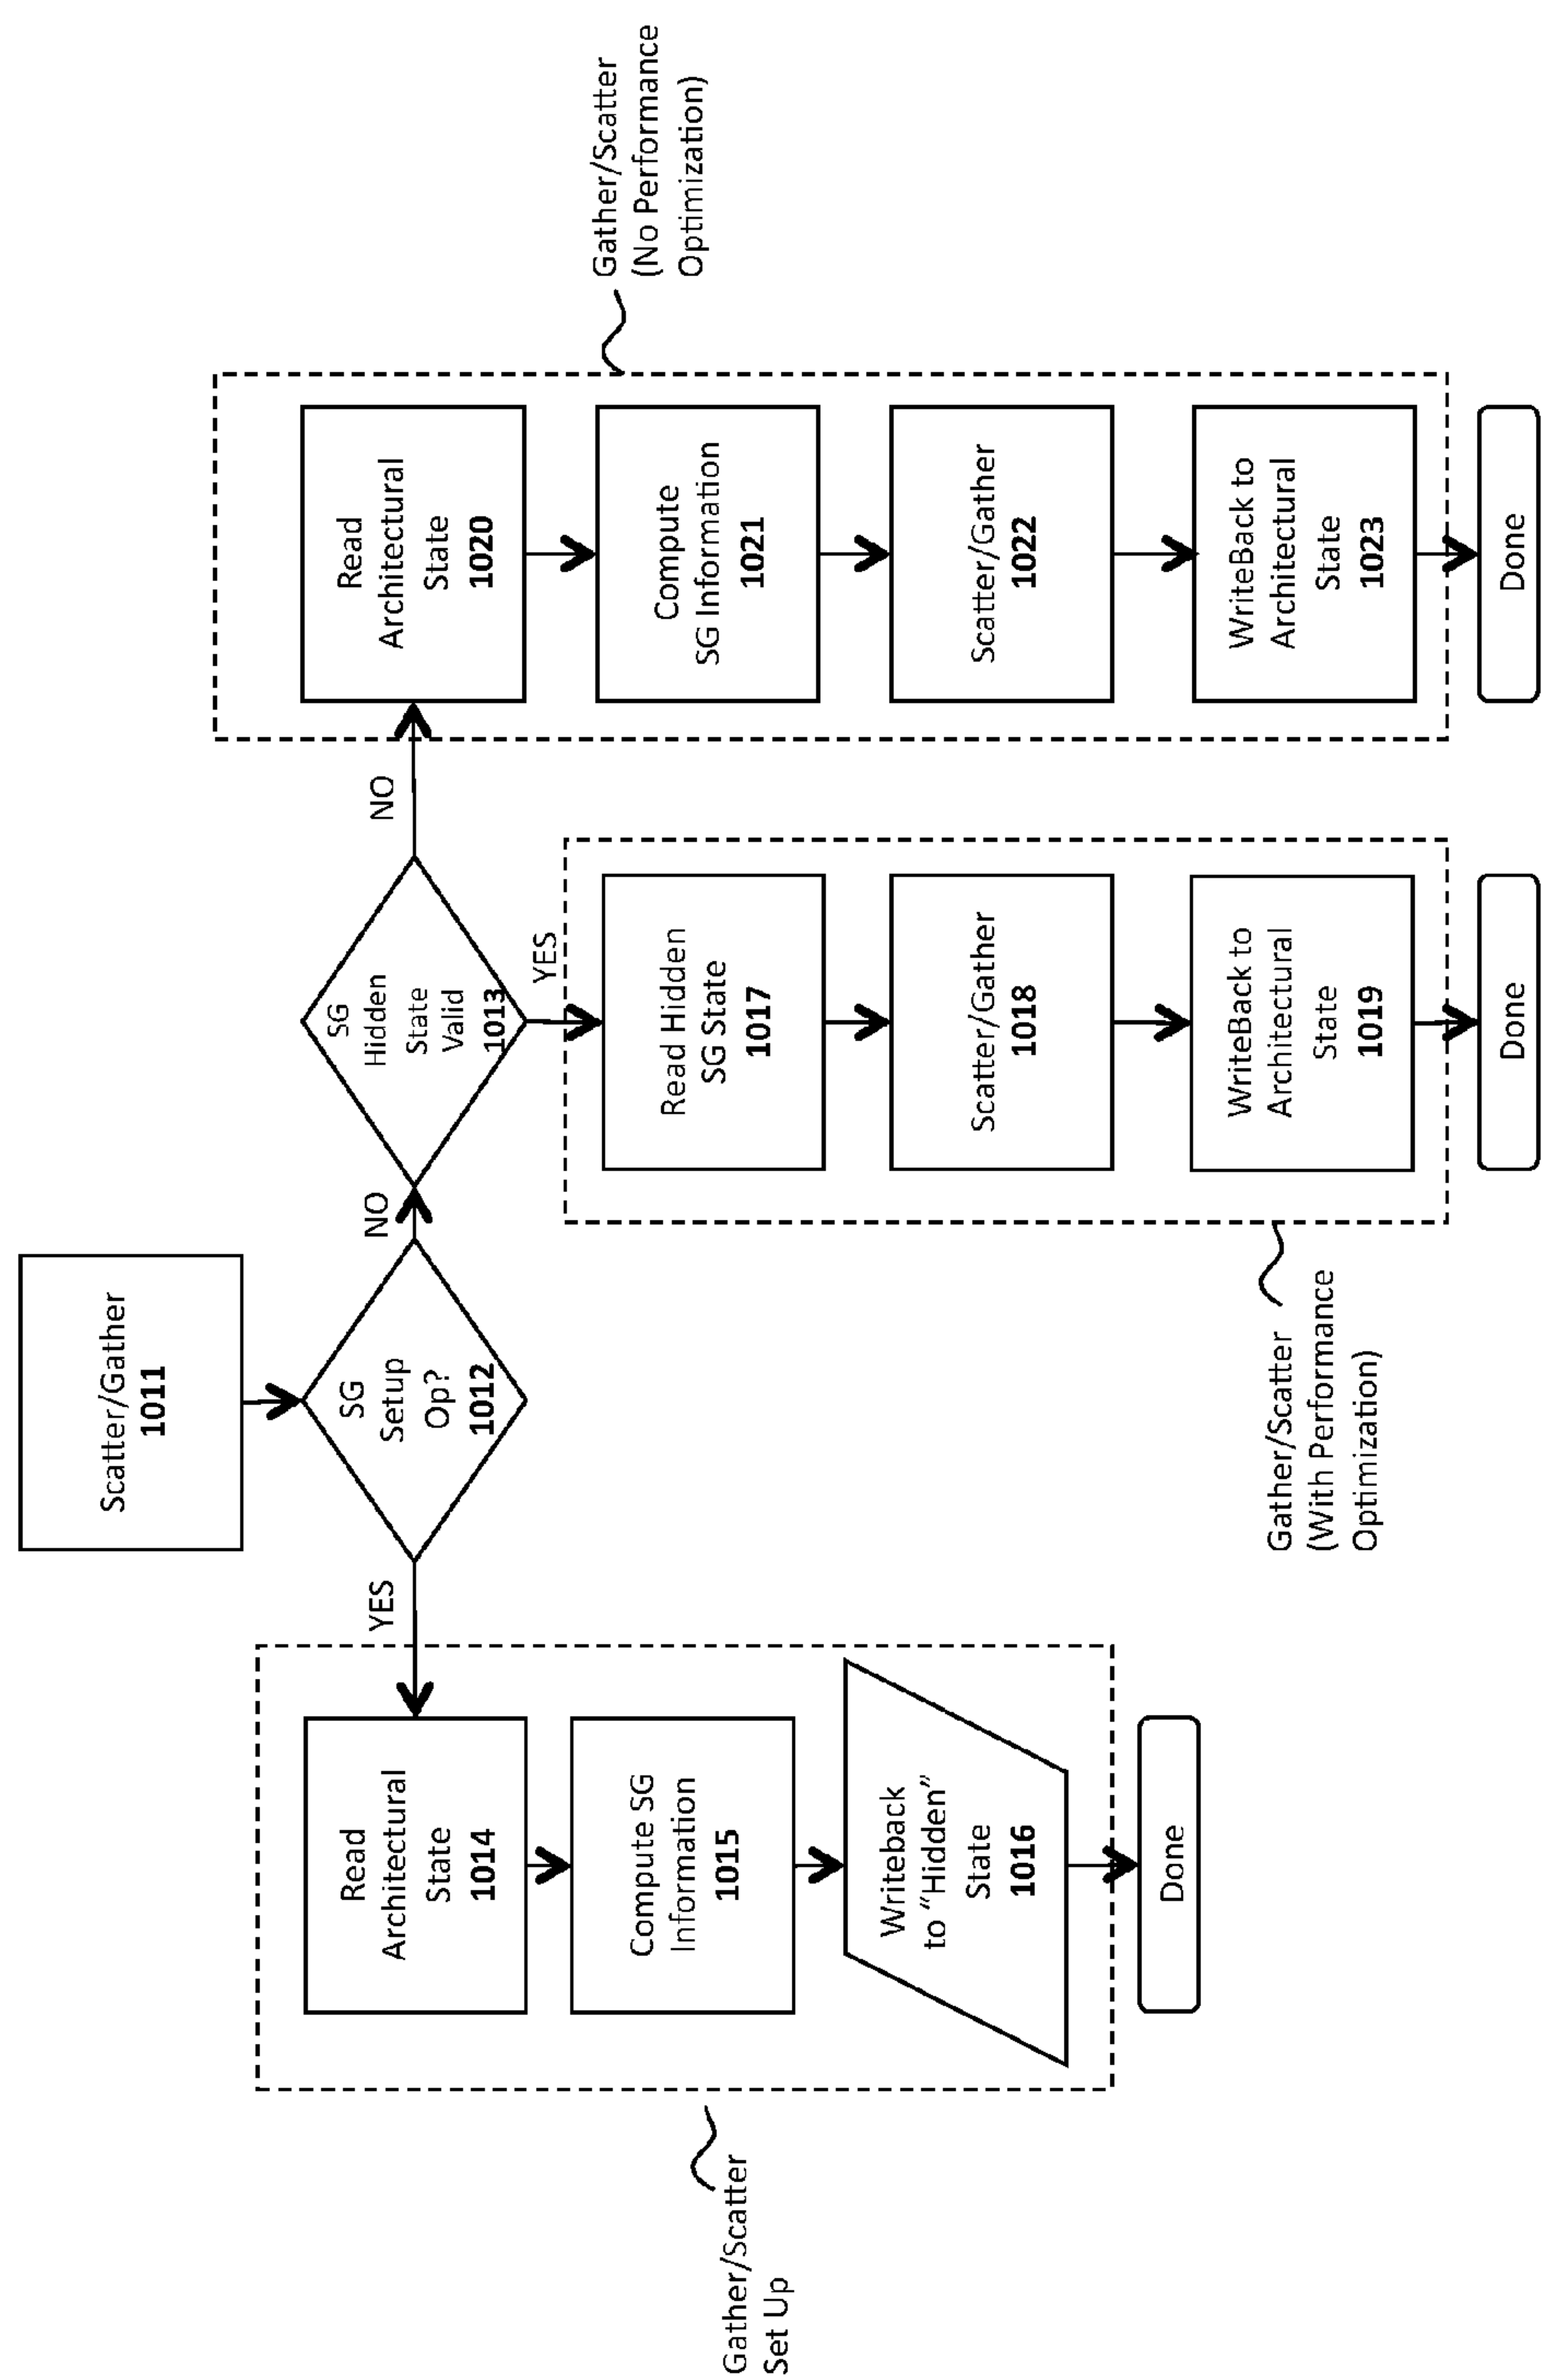 Scatter/Gather
1011
SG
Setup
Op?
1012
YES
NO
SG
Hidden
State
Valid
1013
NO
YES
Read
Architectural
State
1014
Compute SG
Information
1015
Writeback
to “Hidden”
State
1016
Done
Gather/Scatter
Set Up
Read Hidden
SG State
1017
Scatter/Gather
1018
WriteBack to
Architectural
State
1019
Done
Gather/Scatter
(With Performance
Optimization)
Read
Architectural
State
1020
Compute
SG Information
1021
Scatter/Gather
1022
WriteBack to
Architectural
State
1023
Done
Gather/Scatter
(No Performance
Optimization)